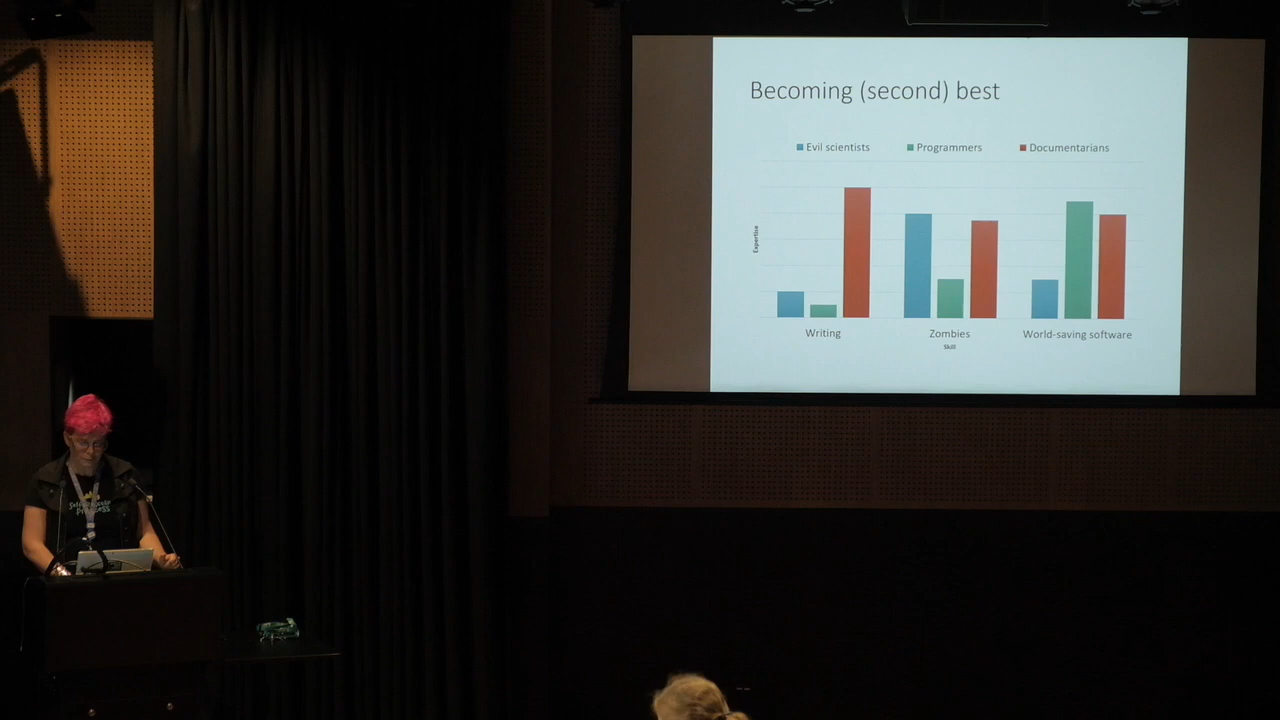 Becoming (second) best
Evil scientists Programmers Documentarians
Expertise
Writing Zombies World-saving software
Skill